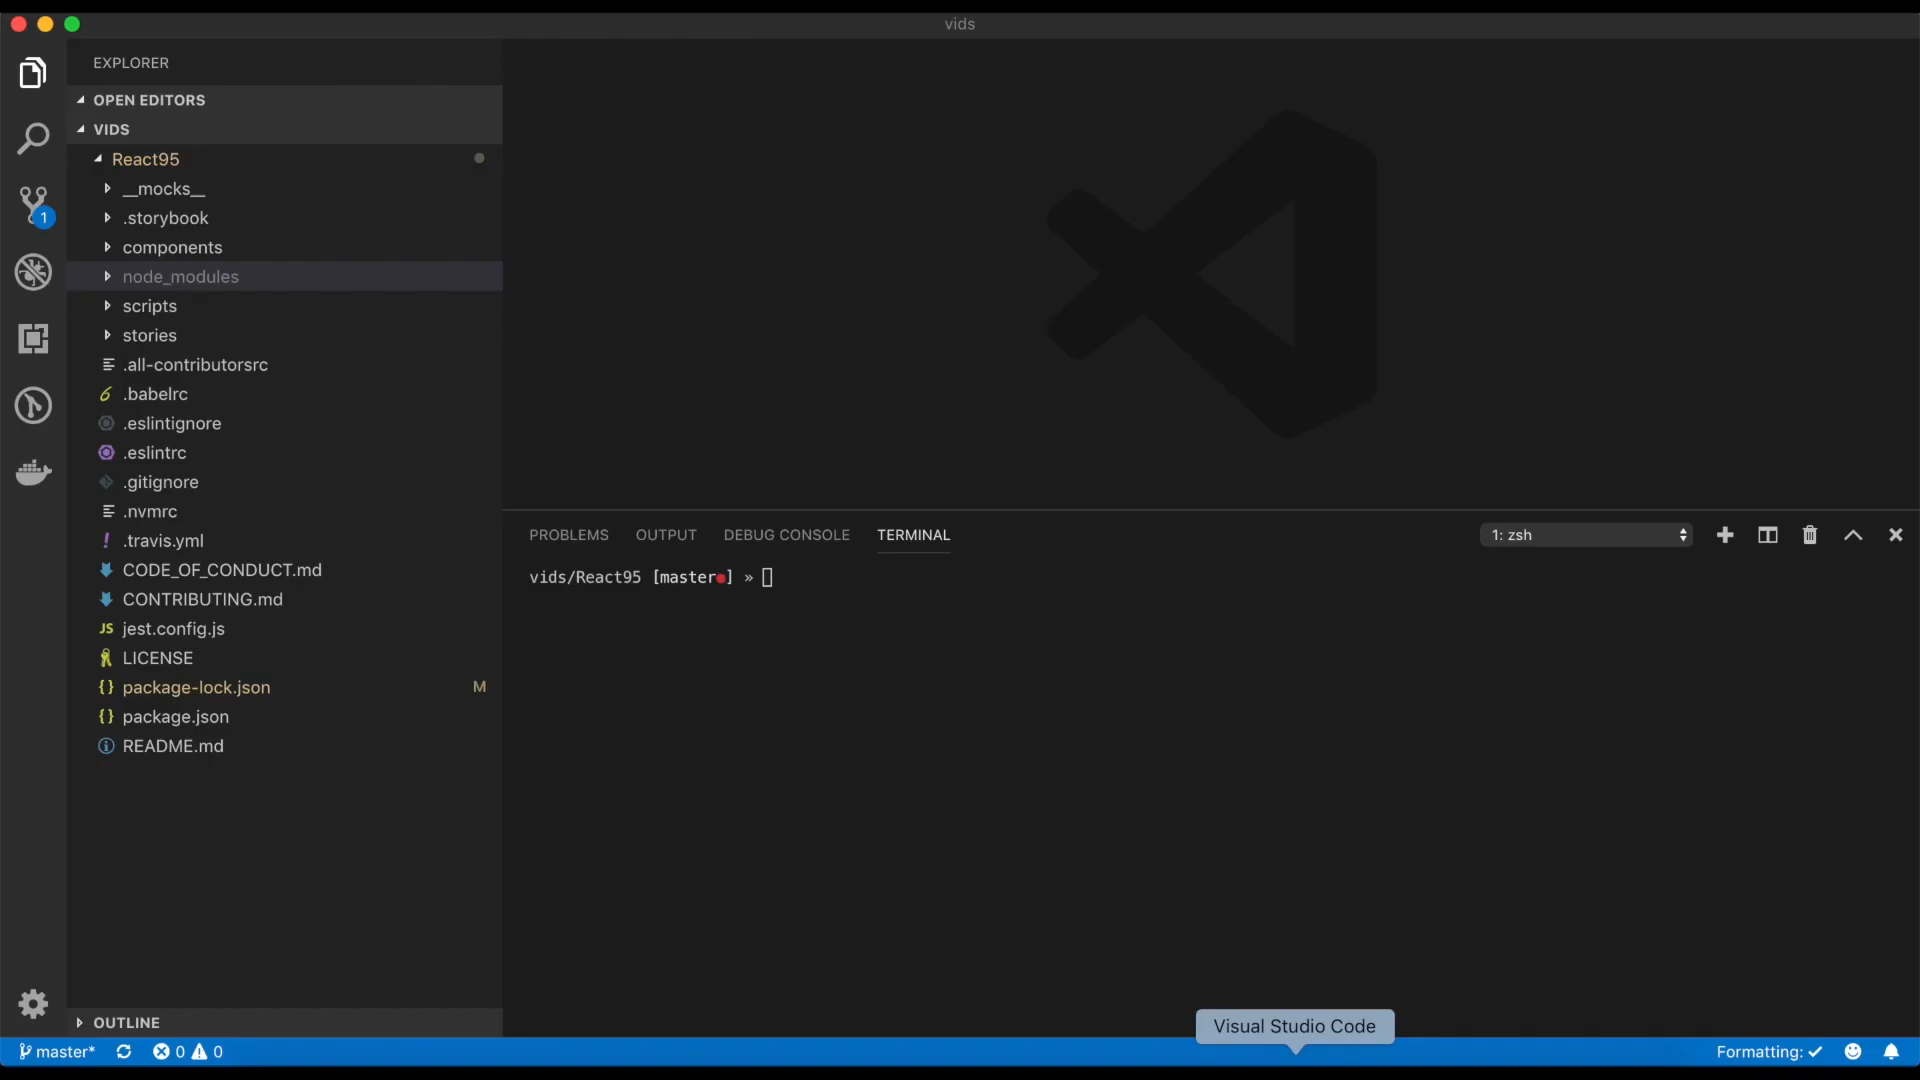 vids
EXPLORER
OPEN EDITORS
VIDS
React95
__mocks__
.storybook
components
node_modules
scripts
stories
.all-contributorsrc
.babelrc
.eslintignore
.eslintrc
.gitignore
.nvmrc
.travis.yml
CODE_OF_CONDUCT.md
CONTRIBUTING.md
JS jest.config.js
LICENSE
{} package-lock.json M
{} package.json
README.md
OUTLINE
1
PROBLEMS OUTPUT DEBUG CONSOLE TERMINAL 1: zsh
vids/React95 [master●] »
Visual Studio Code
master* 0 0 Formatting: ✓